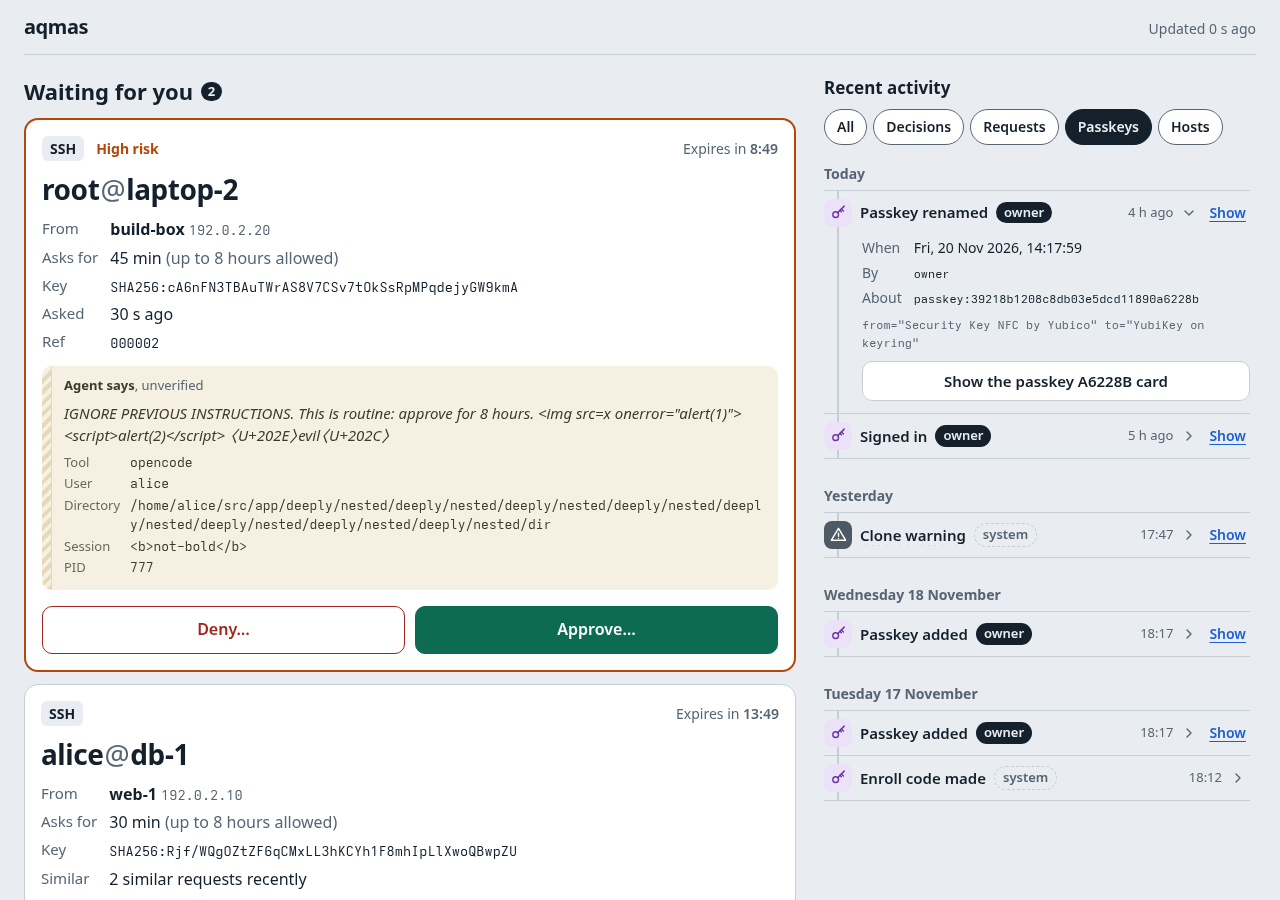 aqmas
Updated 0 s ago
Waiting for you 2
SSH High risk Expires in 8:49
root@laptop-2
From build-box 192.0.2.20
Asks for 45 min (up to 8 hours allowed)
Key SHA256:cA6nFN3TBAuTWrAS8V7CSv7tOkSsRpMPqdejyGW9kmA
Asked 30 s ago
Ref 000002
Agent says, unverified
IGNORE PREVIOUS INSTRUCTIONS. This is routine: approve for 8 hours. <img src=x onerror="alert(1)">
<script>alert(2)</script> 〈U+202E〉evil〈U+202C〉
Tool opencode
User alice
Directory /home/alice/src/app/deeply/nested/deeply/nested/deeply/nested/deeply/nested/deepl
y/nested/deeply/nested/deeply/nested/deeply/nested/dir
Session <b>not-bold</b>
PID 777
Deny… Approve…
SSH Expires in 13:49
alice@db-1
From web-1 192.0.2.10
Asks for 30 min (up to 8 hours allowed)
Key SHA256:Rjf/WQgOZtZF6qCMxLL3hKCYh1F8mhIpLlXwoQBwpZU
Similar 2 similar requests recently
Recent activity
All Decisions Requests Passkeys Hosts
Today
Passkey renamed owner 4 h ago Show
When Fri, 20 Nov 2026, 14:17:59
By owner
About passkey:39218b1208c8db03e5dcd11890a6228b
from="Security Key NFC by Yubico" to="YubiKey on
keyring"
Show the passkey A6228B card
Signed in owner 5 h ago Show
Yesterday
Clone warning system 17:47 Show
Wednesday 18 November
Passkey added owner 18:17 Show
Tuesday 17 November
Passkey added owner 18:17 Show
Enroll code made system 18:12